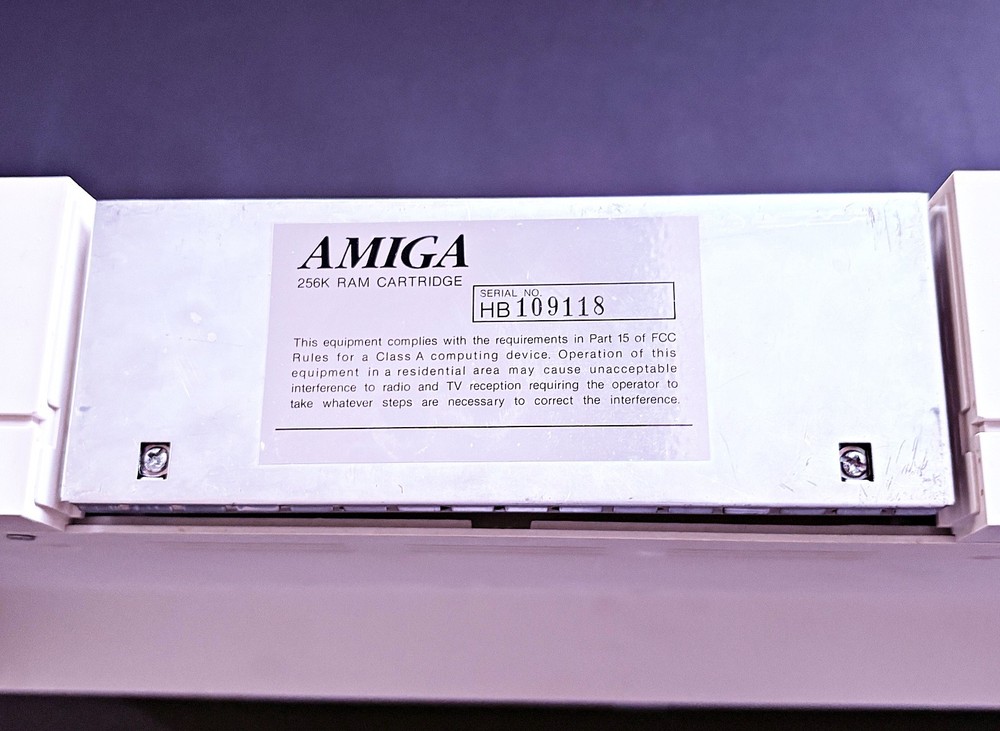 AMIGA
256K RAM CARTRIDGE
SERIAL NO.
HB 109118
This equipment complies with the requirements in Part 15 of FCC
Rules for a Class A computing device. Operation of this
equipment in a residential area may cause unacceptable
interference to radio and TV reception requiring the operator to
take whatever steps are necessary to correct the interference.